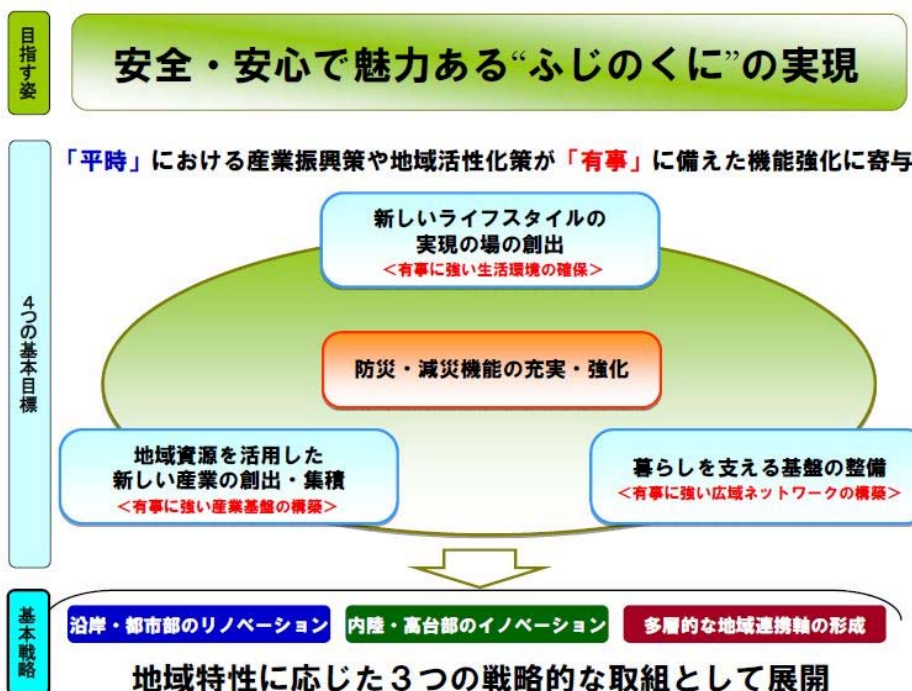 目指す姿
安全・安心で魅力ある“ふじのくに”の実現
4つの基本目標
「平時」における産業振興策や地域活性化策が「有事」に備えた機能強化に寄与
新しいライフスタイルの
実現の場の創出
<有事に強い生活環境の確保>
防災・減災機能の充実・強化
地域資源を活用した
新しい産業の創出・集積
<有事に強い産業基盤の構築>
暮らしを支える基盤の整備
<有事に強い広域ネットワークの構築>
基本戦略
沿岸・都市部のリノベーション
内陸・高台部のイノベーション
多層的な地域連携軸の形成
地域特性に応じた3つの戦略的な取組として展開